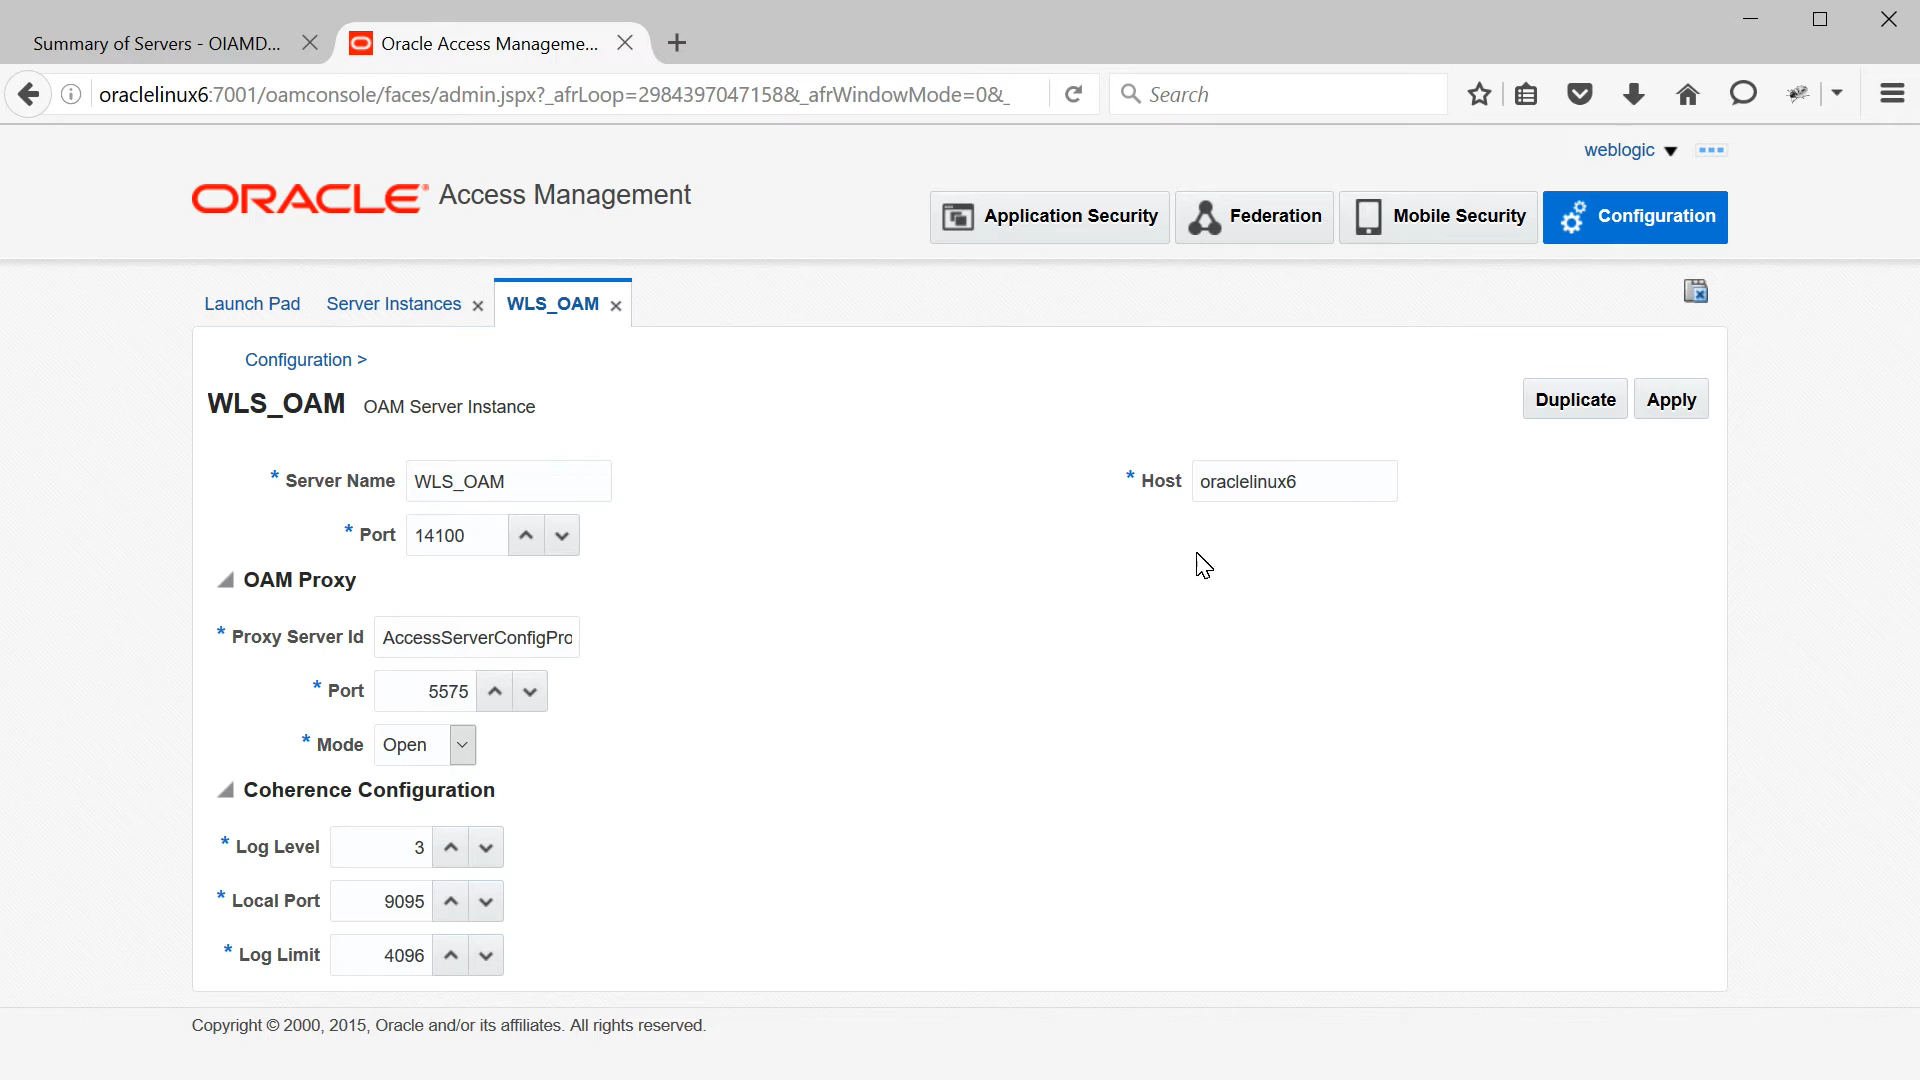 Summary of Servers - OIAMD...
Oracle Access Manageme...
oraclelinux6:7001/oamconsole/faces/admin.jspx?_afrLoop=2984397047158&_afrWindowMode=0&_
Search
weblogic
ORACLE Access Management
Application Security
Federation
Mobile Security
Configuration
Launch Pad
Server Instances
WLS_OAM
Configuration >
WLS_OAM OAM Server Instance
Duplicate
Apply
* Server Name WLS_OAM
* Host oraclelinux6
* Port 14100
OAM Proxy
* Proxy Server Id AccessServerConfigPro
* Port 5575
* Mode Open
Coherence Configuration
* Log Level 3
* Local Port 9095
* Log Limit 4096
Copyright © 2000, 2015, Oracle and/or its affiliates. All rights reserved.